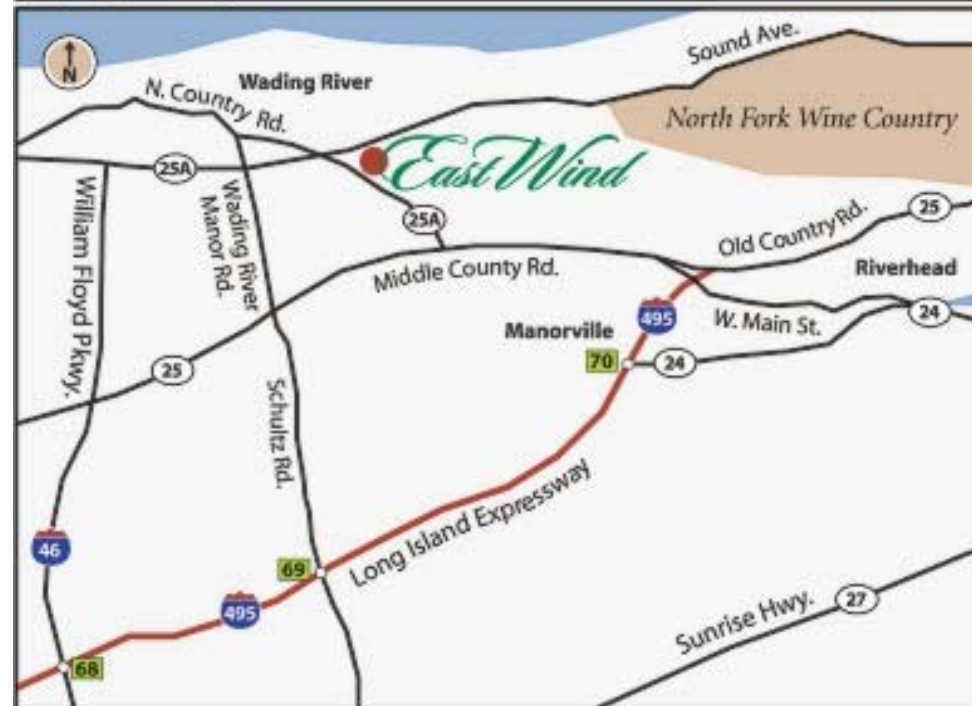 N
Wading River
Sound Ave.
N. Country Rd.
North Fork Wine Country
East Wind
25A
William Floyd Pkwy.
Wading River
Manor Rd.
25A
25
Old Country Rd.
Middle County Rd.
Riverhead
495
24
Manorville
W. Main St.
70
24
25
Schultz Rd.
Long Island Expressway
46
69
495
27
Sunrise Hwy.
68